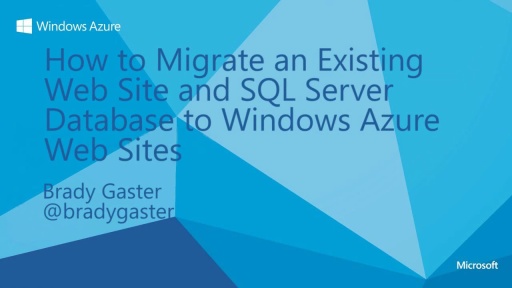 Windows Azure
How to Migrate an Existing
Web Site and SQL Server
Database to Windows Azure
Web Sites
Brady Gaster
@bradygaster
Microsoft